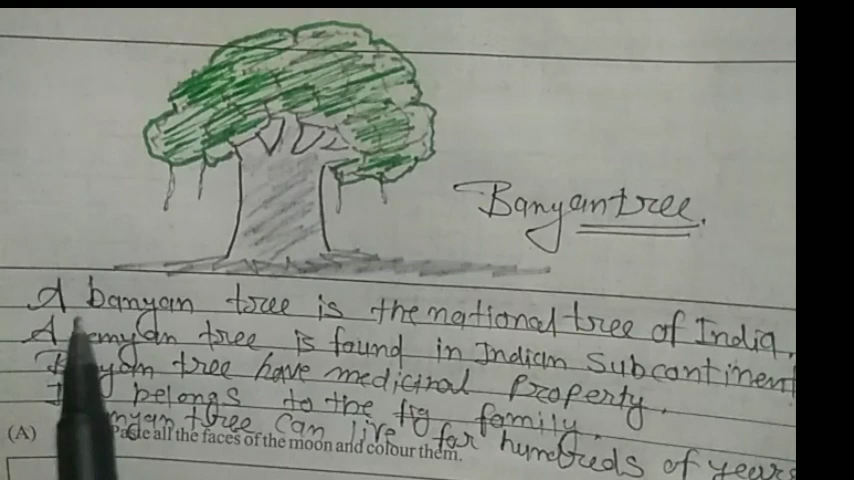 Banyan tree.
A banyan tree is the national tree of India.
A tree is found in Indian Subcontinent
tree have medicinal property.
belongs to the fig family.
tree can live for hundreds of years
(A) all the faces of the moon and colour them.